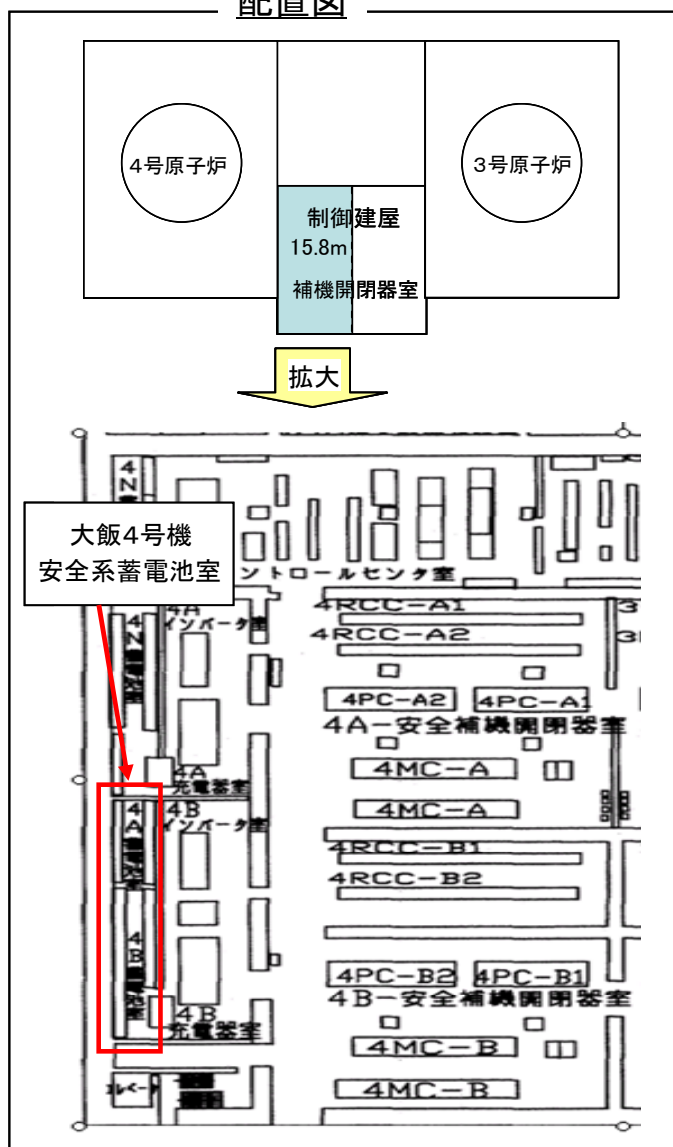 配置図
4号原子炉
3号原子炉
制御建屋
15.8m
補機開閉器室
拡大
大飯4号機
安全系蓄電池室
4N
ントロールセンタ室
4A
インバータ室
4RCC-A1
4RCC-A2
4N
4PC-A2
4PC-A1
4A-安全補機開閉器室
4MC-A
4A
充電器室
4B
インバータ室
4A
4MC-A
4RCC-B1
4RCC-B2
4B
4PC-B2
4PC-B1
4B-安全補機開閉器室
4B
充電器室
4MC-B
4MC-B